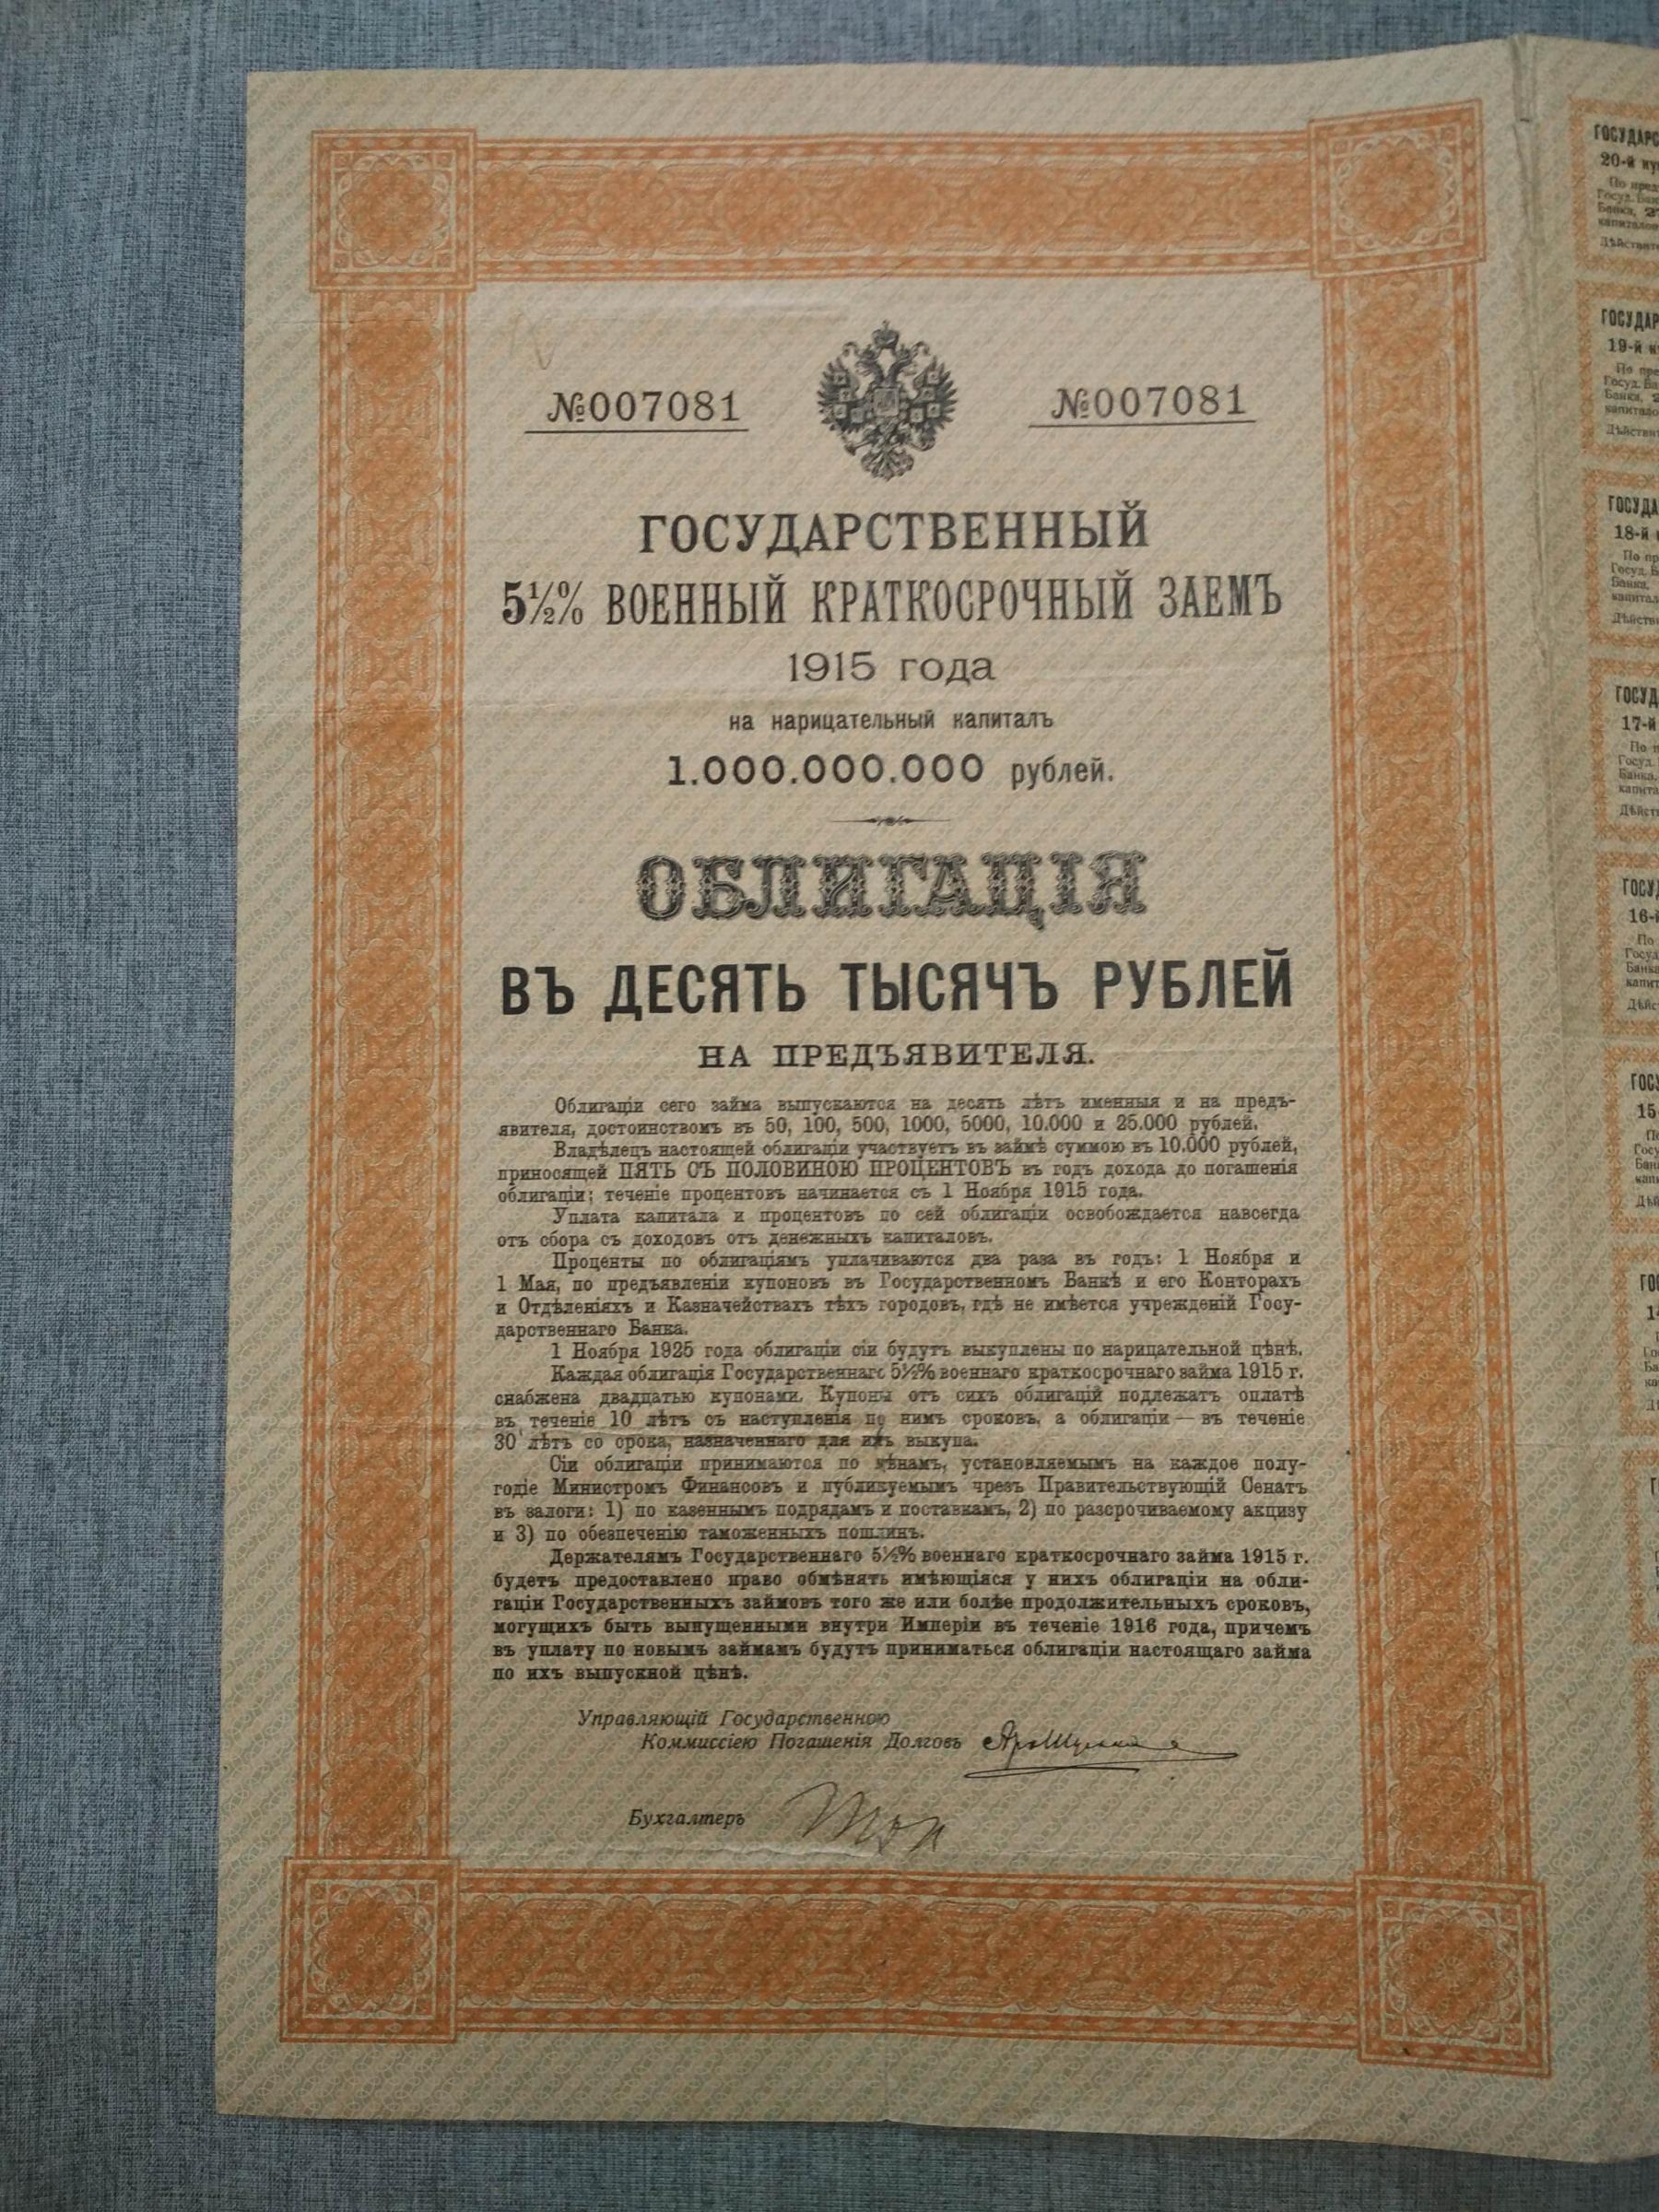 №007081 №007081
ГОСУДАРСТВЕННЫЙ
5½% ВОЕННЫЙ КРАТКОСРОЧНЫЙ ЗАЕМЪ
1915 года
на нарицательный капиталъ
1.000.000.000 рублей.
ОБЛИГАЦІЯ
ВЪ ДЕСЯТЬ ТЫСЯЧЪ РУБЛЕЙ
НА ПРЕДЪЯВИТЕЛЯ.
Облигаціи сего займа выпускаются на десять лѣтъ именныя и на предъ-
явителя, достоинствомъ въ 50, 100, 500, 1000, 5000, 10.000 и 25.000 рублей.
Владѣлецъ настоящей облигаціи участвуетъ въ займѣ суммою въ 10.000 рублей,
приносящей ПЯТЬ СЪ ПОЛОВИНОЮ ПРОЦЕНТОВЪ въ годъ дохода до погашенія
облигаціи; теченіе процентовъ начинается съ 1 Ноября 1915 года.
Уплата капитала и процентовъ по сей облигаціи освобождается навсегда
отъ сбора съ доходовъ отъ денежныхъ капиталовъ.
Проценты по облигаціямъ уплачиваются два раза въ годъ: 1 Ноября и
1 Мая, по предъявленіи купоновъ въ Государственномъ Банкѣ и его Конторахъ
и Отдѣленіяхъ и Казначействахъ тѣхъ городовъ, гдѣ не имѣется учрежденій Госу-
дарственнаго Банка.
1 Ноября 1925 года облигаціи сіи будутъ выкуплены по нарицательной цѣнѣ.
Каждая облигація Государственнаго 5½% военнаго краткосрочнаго займа 1915 г.
снабжена двадцатью купонами. Купоны отъ сихъ облигацій подлежатъ оплатѣ
въ теченіе 10 лѣтъ съ наступленія по нимъ сроковъ, а облигаціи — въ теченіе
30 лѣтъ со срока, назначеннаго для ихъ выкупа.
Сіи облигаціи принимаются по цѣнамъ, установляемымъ на каждое полу-
годіе Министромъ Финансовъ и публикуемымъ чрезъ Правительствующій Сенатъ
въ залоги: 1) по казеннымъ подрядамъ и поставкамъ, 2) по разсрочиваемому акцизу
и 3) по обезпеченію таможенныхъ пошлинъ.
Держателямъ Государственнаго 5½% военнаго краткосрочнаго займа 1915 г.
будетъ предоставлено право обмѣнять имѣющіяся у нихъ облигаціи на обли-
гаціи Государственныхъ займовъ того же или болѣе продолжительныхъ сроковъ,
могущихъ быть выпущенными внутри Имперіи въ теченіе 1916 года, причемъ
въ уплату по новымъ займамъ будутъ приниматься облигаціи настоящаго займа
по ихъ выпускной цѣнѣ.
Управляющій Государственною
Коммиссіею Погашенія Долговъ
Бухгалтеръ
20-й
19-й
18-й
17-й